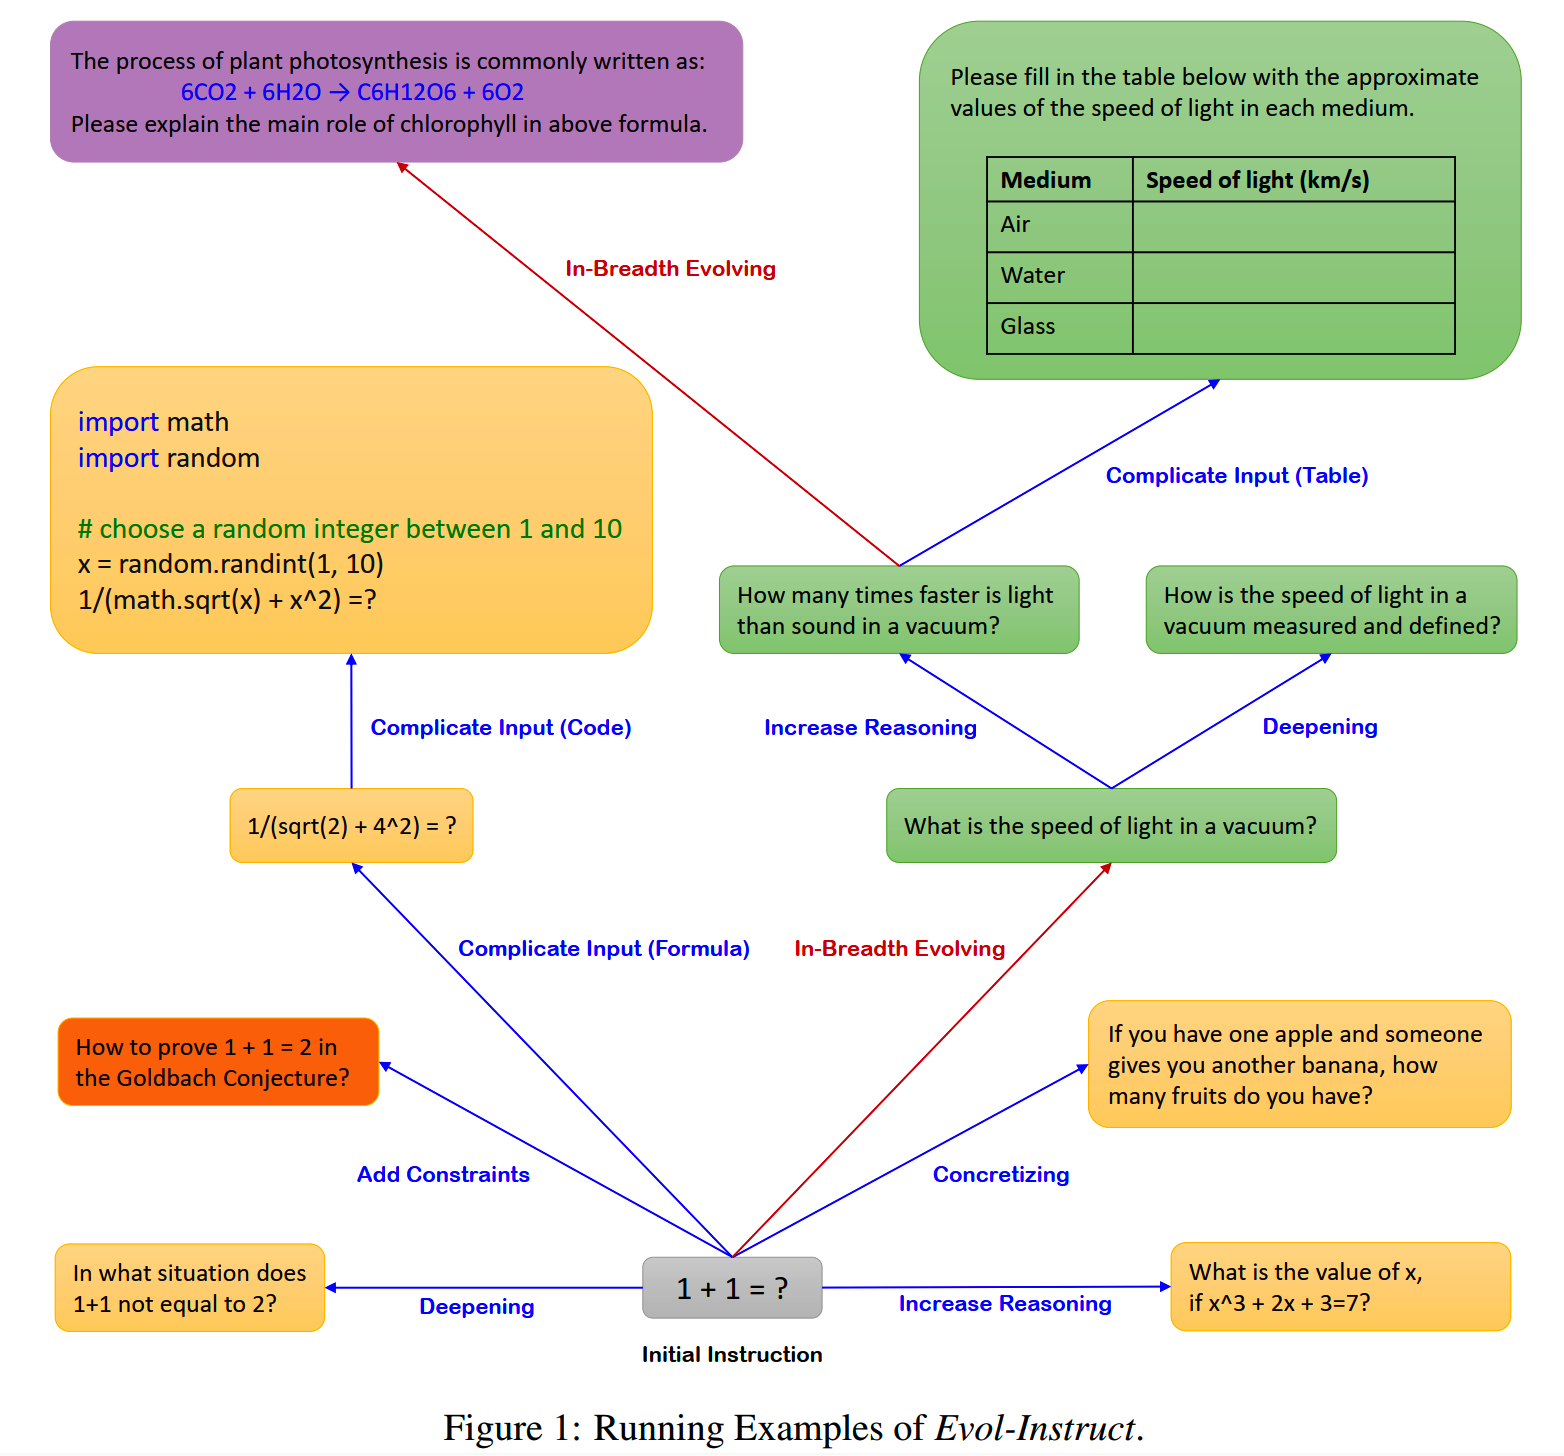 The process of plant photosynthesis is commonly written as:
6CO2 + 6H2O → C6H12O6 + 6O2
Please explain the main role of chlorophyll in above formula.
Please fill in the table below with the approximate
values of the speed of light in each medium.
Medium Speed of light (km/s)
Air
Water
Glass
In-Breadth Evolving
Complicate Input (Table)
import math
import random
# choose a random integer between 1 and 10
x = random.randint(1, 10)
1/(math.sqrt(x) + x^2) =?
How many times faster is light
than sound in a vacuum?
How is the speed of light in a
vacuum measured and defined?
Complicate Input (Code)
Increase Reasoning
Deepening
1/(sqrt(2) + 4^2) = ?
What is the speed of light in a vacuum?
Complicate Input (Formula)
In-Breadth Evolving
How to prove 1 + 1 = 2 in
the Goldbach Conjecture?
If you have one apple and someone
gives you another banana, how
many fruits do you have?
Add Constraints
Concretizing
In what situation does
1+1 not equal to 2?
Deepening
1 + 1 = ?
Increase Reasoning
What is the value of x,
if x^3 + 2x + 3=7?
Initial Instruction
Figure 1: Running Examples of Evol-Instruct.